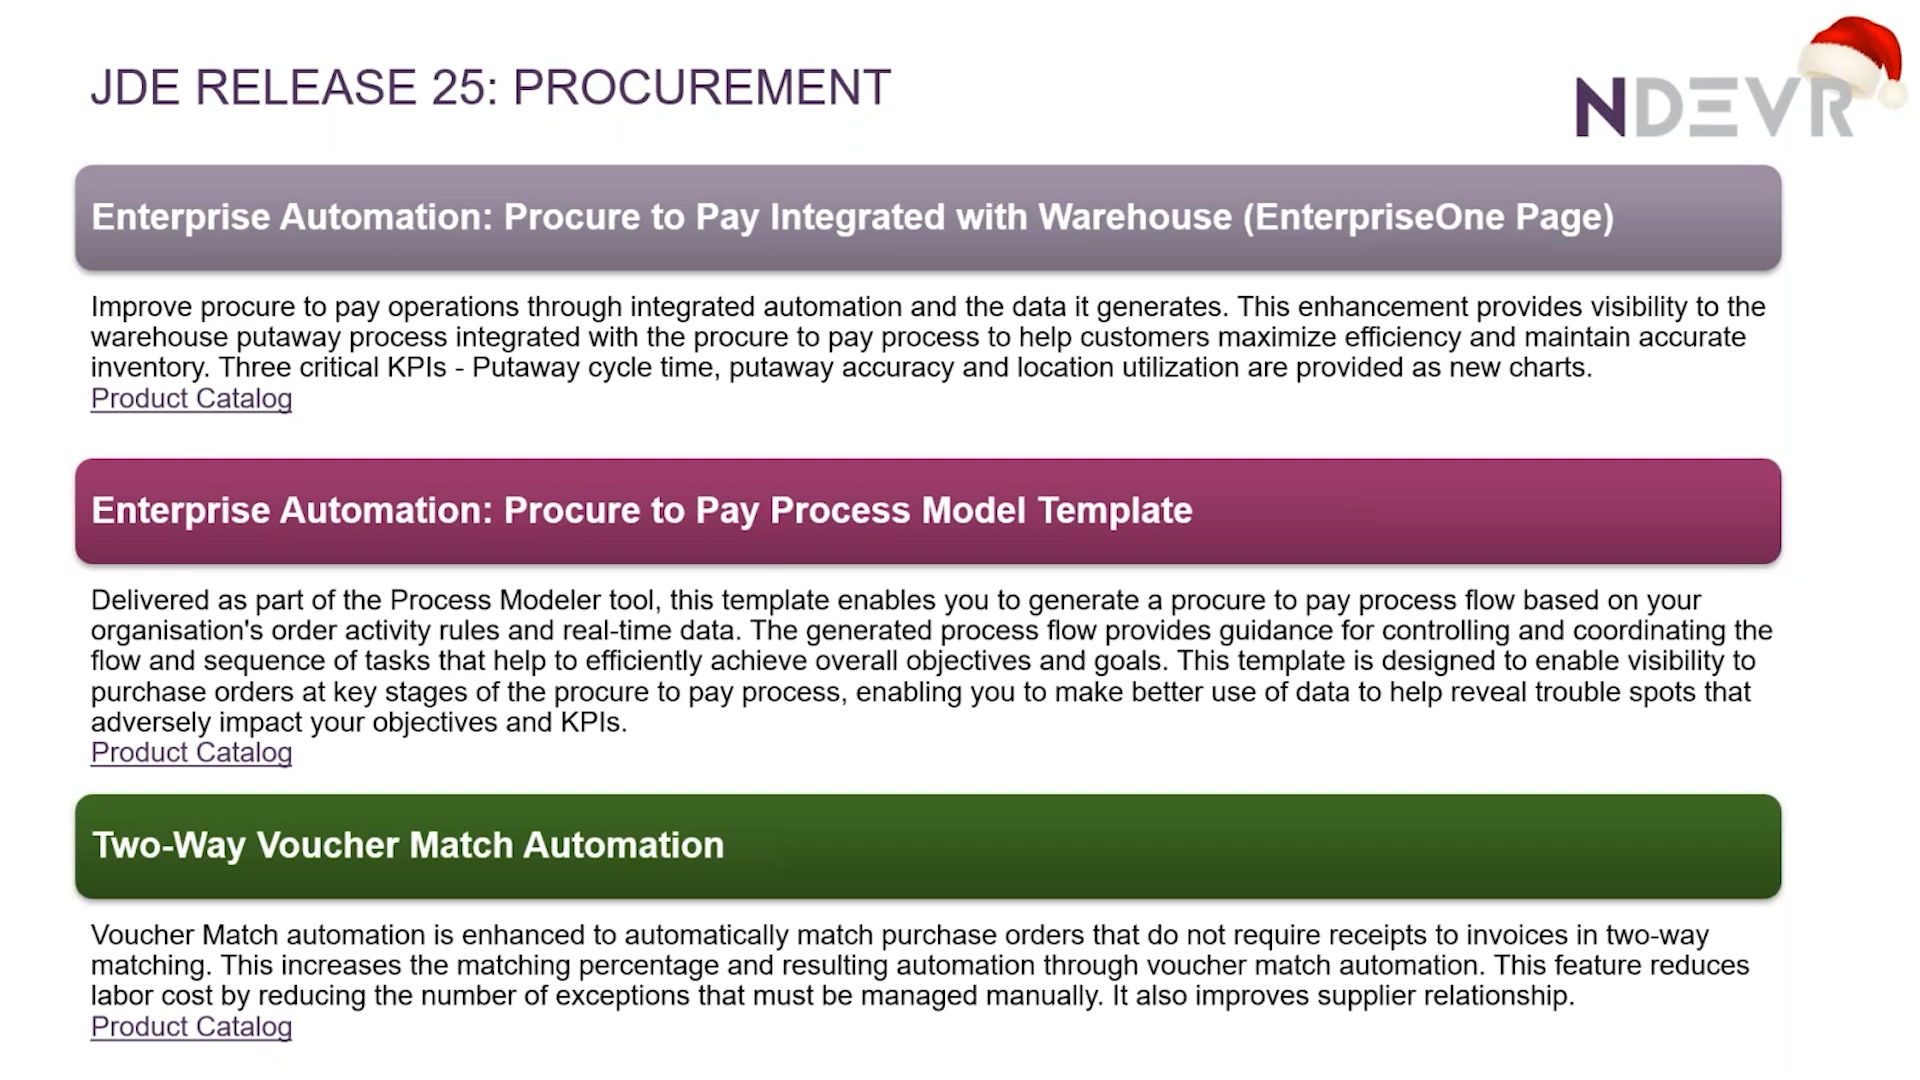 JDE RELEASE 25: PROCUREMENT
NDEVR
Enterprise Automation: Procure to Pay Integrated with Warehouse (EnterpriseOne Page)
Improve procure to pay operations through integrated automation and the data it generates. This enhancement provides visibility to the
warehouse putaway process integrated with the procure to pay process to help customers maximize efficiency and maintain accurate
inventory. Three critical KPIs - Putaway cycle time, putaway accuracy and location utilization are provided as new charts.
Product Catalog
Enterprise Automation: Procure to Pay Process Model Template
Delivered as part of the Process Modeler tool, this template enables you to generate a procure to pay process flow based on your
organisation's order activity rules and real-time data. The generated process flow provides guidance for controlling and coordinating the
flow and sequence of tasks that help to efficiently achieve overall objectives and goals. This template is designed to enable visibility to
purchase orders at key stages of the procure to pay process, enabling you to make better use of data to help reveal trouble spots that
adversely impact your objectives and KPIs.
Product Catalog
Two-Way Voucher Match Automation
Voucher Match automation is enhanced to automatically match purchase orders that do not require receipts to invoices in two-way
matching. This increases the matching percentage and resulting automation through voucher match automation. This feature reduces
labor cost by reducing the number of exceptions that must be managed manually. It also improves supplier relationship.
Product Catalog